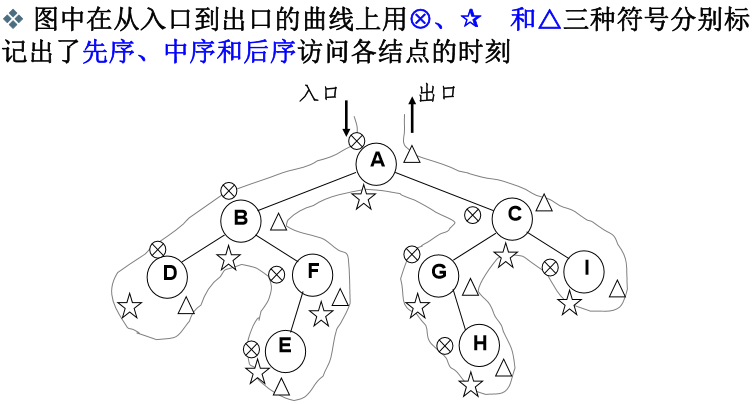 ❖ 图中在从入口到出口的曲线上用⊗、☆ 和△三种符号分别标
记出了先序、中序和后序访问各结点的时刻
入口 出口
A
B C
D F G I
E H